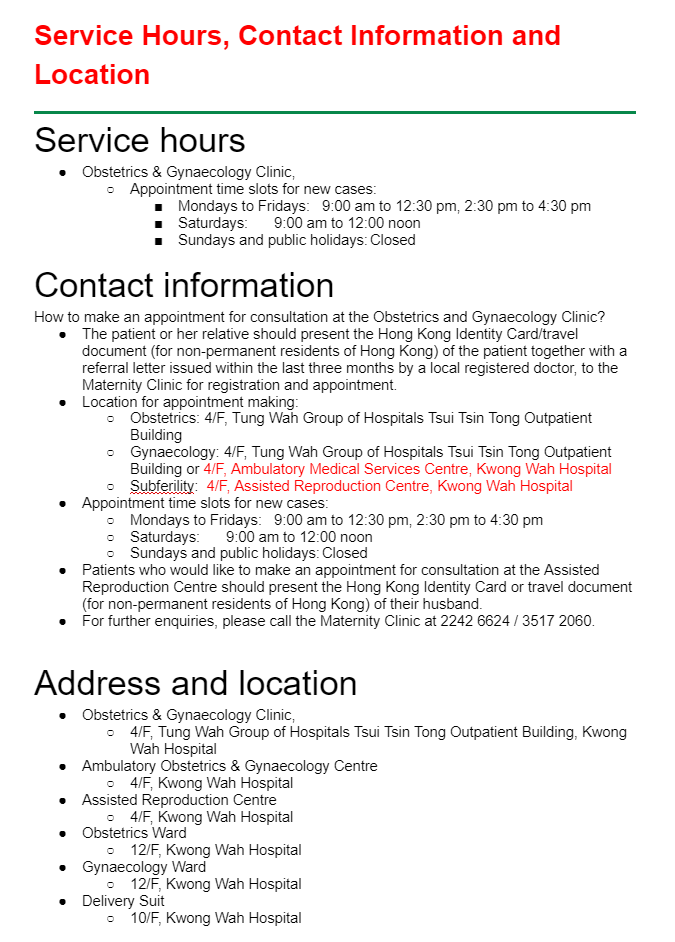 Service Hours, Contact Information and
Location
Service hours
● Obstetrics & Gynaecology Clinic,
○ Appointment time slots for new cases:
■ Mondays to Fridays: 9:00 am to 12:30 pm, 2:30 pm to 4:30 pm
■ Saturdays: 9:00 am to 12:00 noon
■ Sundays and public holidays: Closed
Contact information
How to make an appointment for consultation at the Obstetrics and Gynaecology Clinic?
● The patient or her relative should present the Hong Kong Identity Card/travel
document (for non-permanent residents of Hong Kong) of the patient together with a
referral letter issued within the last three months by a local registered doctor, to the
Maternity Clinic for registration and appointment.
● Location for appointment making:
○ Obstetrics: 4/F, Tung Wah Group of Hospitals Tsui Tsin Tong Outpatient
Building
○ Gynaecology: 4/F, Tung Wah Group of Hospitals Tsui Tsin Tong Outpatient
Building or 4/F, Ambulatory Medical Services Centre, Kwong Wah Hospital
○ Subferility: 4/F, Assisted Reproduction Centre, Kwong Wah Hospital
● Appointment time slots for new cases:
○ Mondays to Fridays: 9:00 am to 12:30 pm, 2:30 pm to 4:30 pm
○ Saturdays: 9:00 am to 12:00 noon
○ Sundays and public holidays: Closed
● Patients who would like to make an appointment for consultation at the Assisted
Reproduction Centre should present the Hong Kong Identity Card or travel document
(for non-permanent residents of Hong Kong) of their husband.
● For further enquiries, please call the Maternity Clinic at 2242 6624 / 3517 2060.
Address and location
● Obstetrics & Gynaecology Clinic,
○ 4/F, Tung Wah Group of Hospitals Tsui Tsin Tong Outpatient Building, Kwong
Wah Hospital
● Ambulatory Obstetrics & Gynaecology Centre
○ 4/F, Kwong Wah Hospital
● Assisted Reproduction Centre
○ 4/F, Kwong Wah Hospital
● Obstetrics Ward
○ 12/F, Kwong Wah Hospital
● Gynaecology Ward
○ 12/F, Kwong Wah Hospital
● Delivery Suit
○ 10/F, Kwong Wah Hospital